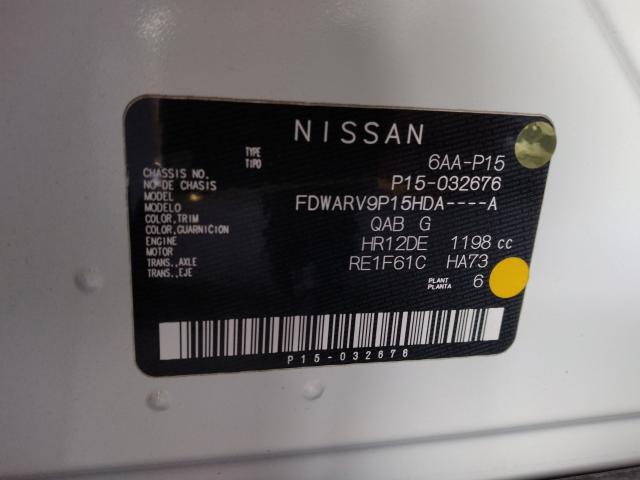 NISSAN
TYPE
TIPO 6AA-P15
CHASSIS NO.
NO DE CHASIS P15-032676
MODEL
MODELO FDWARV9P15HDA----A
COLOR,TRIM
COLOR,GUARNICION QAB G
ENGINE
MOTOR HR12DE 1198 cc
TRANS.,AXLE
TRANS.,EJE RE1F61C HA73
PLANT
PLANTA 6
P15-032676